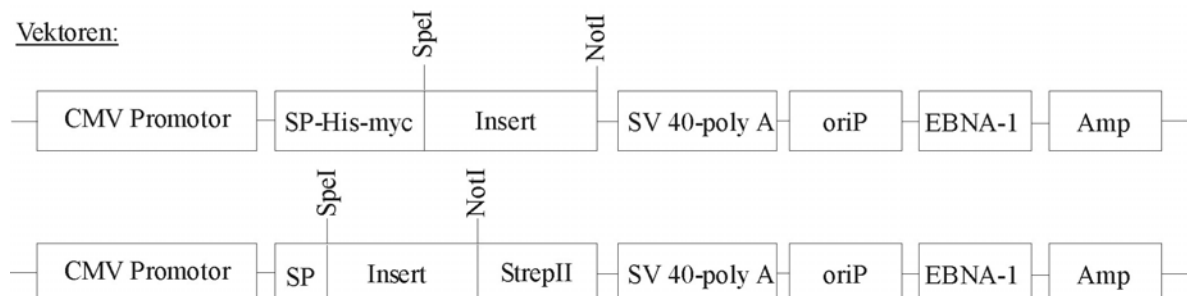 Vektoren:
SpeI NotI
CMV Promotor SP-His-myc Insert SV 40-poly A oriP EBNA-1 Amp
SpeI NotI
CMV Promotor SP Insert StrepII SV 40-poly A oriP EBNA-1 Amp